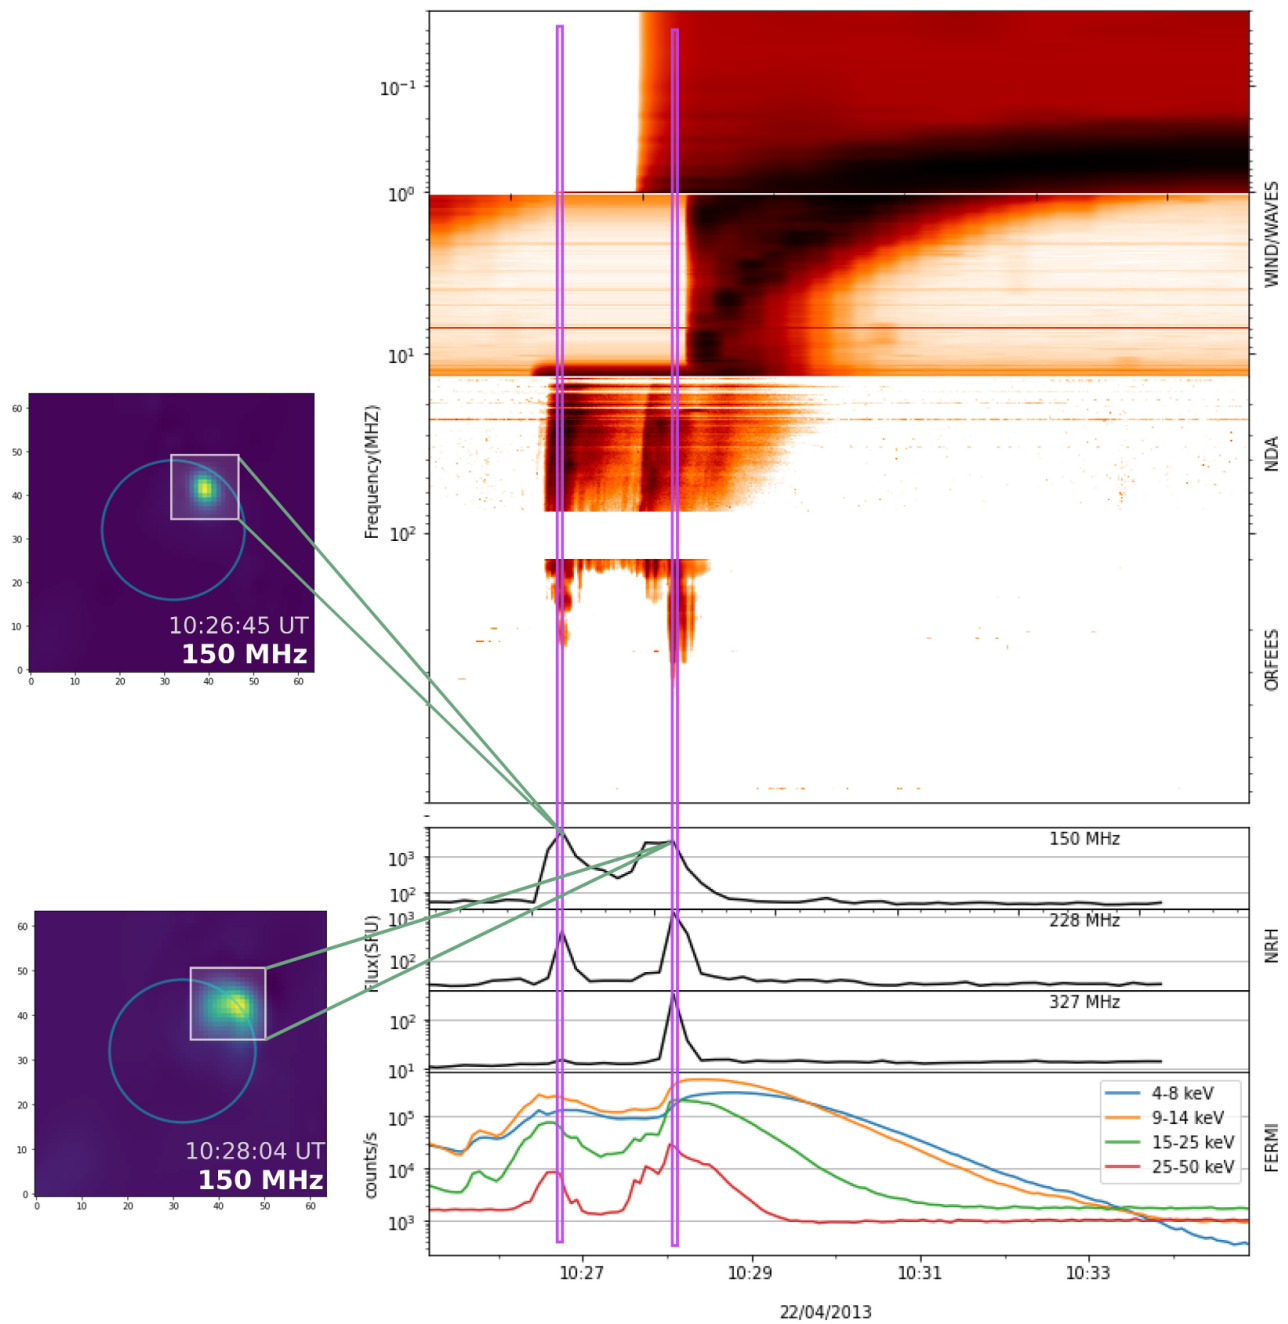 10⁻¹
10⁰
10¹
10²
Frequency(MHZ)
WIND/WAVES
NDA
ORFEES
60
50
40
30
20
10
0
0 10 20 30 40 50 60
10:26:45 UT
150 MHz
150 MHz
10³
10²
228 MHz
10³
10²
Flux(SFU)
NRH
327 MHz
10²
10¹
60
50
40
30
20
10
0
0 10 20 30 40 50 60
10:28:04 UT
150 MHz
4-8 keV
9-14 keV
15-25 keV
25-50 keV
10⁵
10⁴
10³
counts/s
FERMI
10:27 10:29 10:31 10:33
22/04/2013